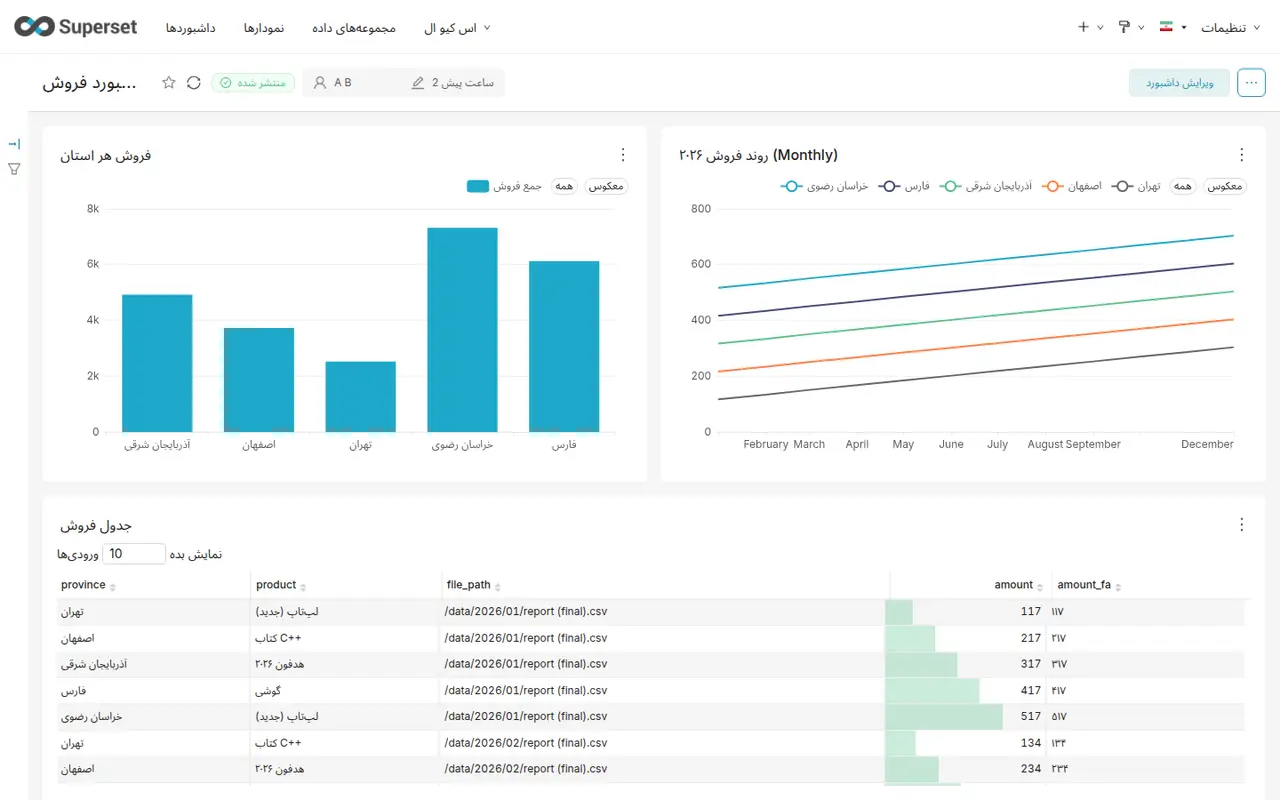 Superset
داشبوردها
نمودارها
مجموعه‌های داده
اس کیو ال
تنظیمات
...بورد فروش
منتشر شده
A B
2 ساعت پیش
ویرایش داشبورد
فروش هر استان
جمع فروش
همه
معکوس
8k
6k
4k
2k
0
آذربایجان شرقی
اصفهان
تهران
خراسان رضوی
فارس
روند فروش ۲۰۲۶ (Monthly)
خراسان رضوی
فارس
آذربایجان شرقی
اصفهان
تهران
همه
معکوس
800
600
400
200
0
February March April May June July August September December
جدول فروش
نمایش بده 10 ورودی‌ها
province product file_path amount amount_fa
تهران لپ‌تاپ (جدید) /data/2026/01/report (final).csv 117 ۱۱۷
اصفهان کتاب C++ /data/2026/01/report (final).csv 217 ۲۱۷
آذربایجان شرقی هدفون ۲۰۲۶ /data/2026/01/report (final).csv 317 ۳۱۷
فارس گوشی /data/2026/01/report (final).csv 417 ۴۱۷
خراسان رضوی لپ‌تاپ (جدید) /data/2026/01/report (final).csv 517 ۵۱۷
تهران کتاب C++ /data/2026/02/report (final).csv 134 ۱۳۴
اصفهان هدفون ۲۰۲۶ /data/2026/02/report (final).csv 234 ۲۳۴